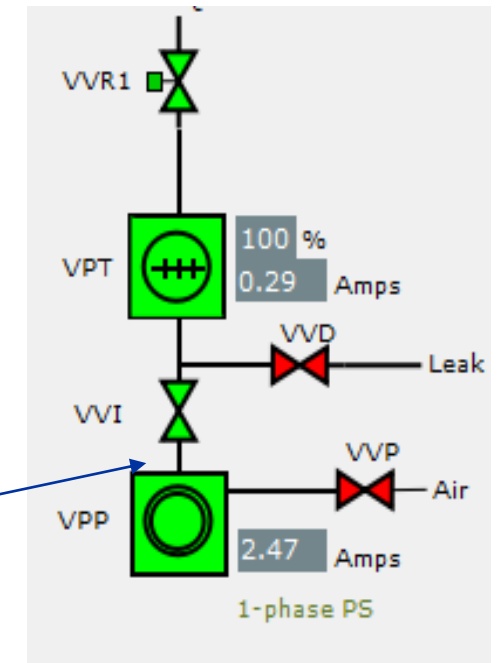 VVR1
100 %
VPT
0.29 Amps
VVD
Leak
VVI
VVP
Air
VPP
2.47 Amps
1-phase PS